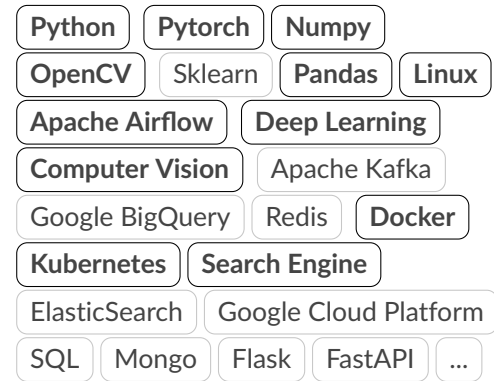 Python Pytorch Numpy
OpenCV Sklearn Pandas Linux
Apache Airflow Deep Learning
Computer Vision Apache Kafka
Google BigQuery Redis Docker
Kubernetes Search Engine
ElasticSearch Google Cloud Platform
SQL Mongo Flask FastAPI ...